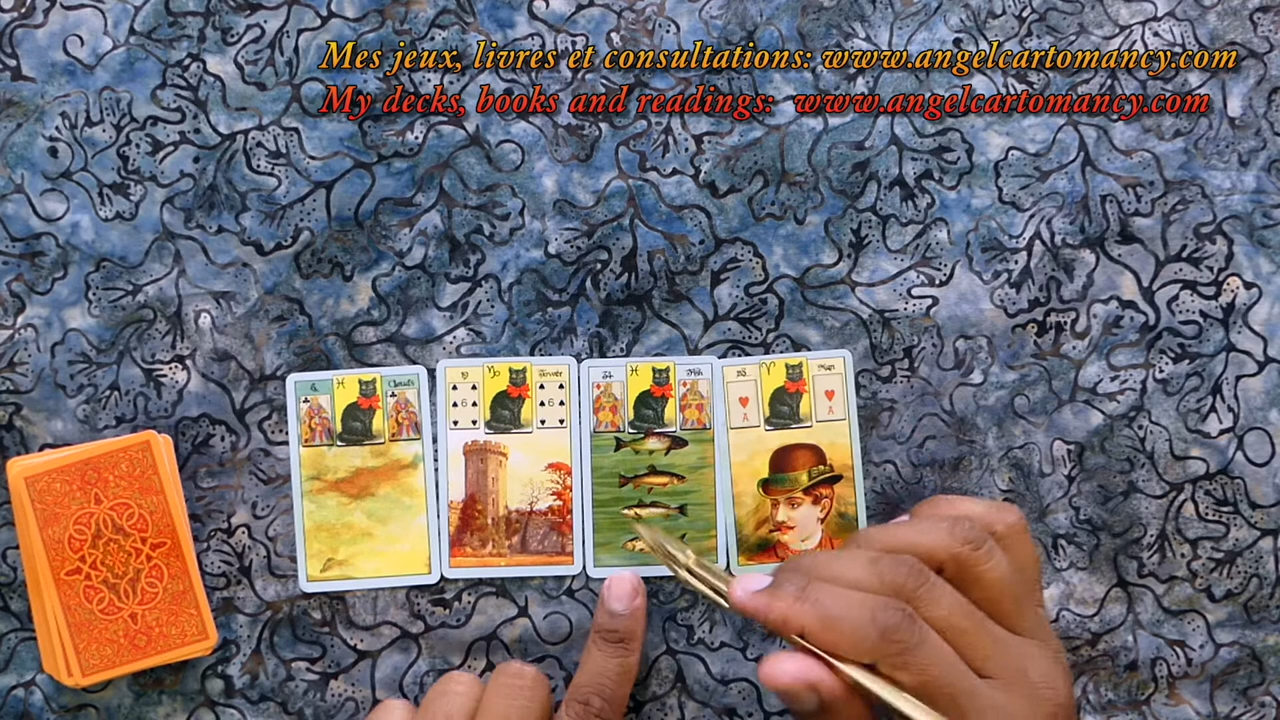 Mes jeux, livres et consultations: www.angelcartomancy.com
My decks, books and readings: www.angelcartomancy.com
6 Clouds
19 Tower
6 6
34 Fish
28 Man
A A